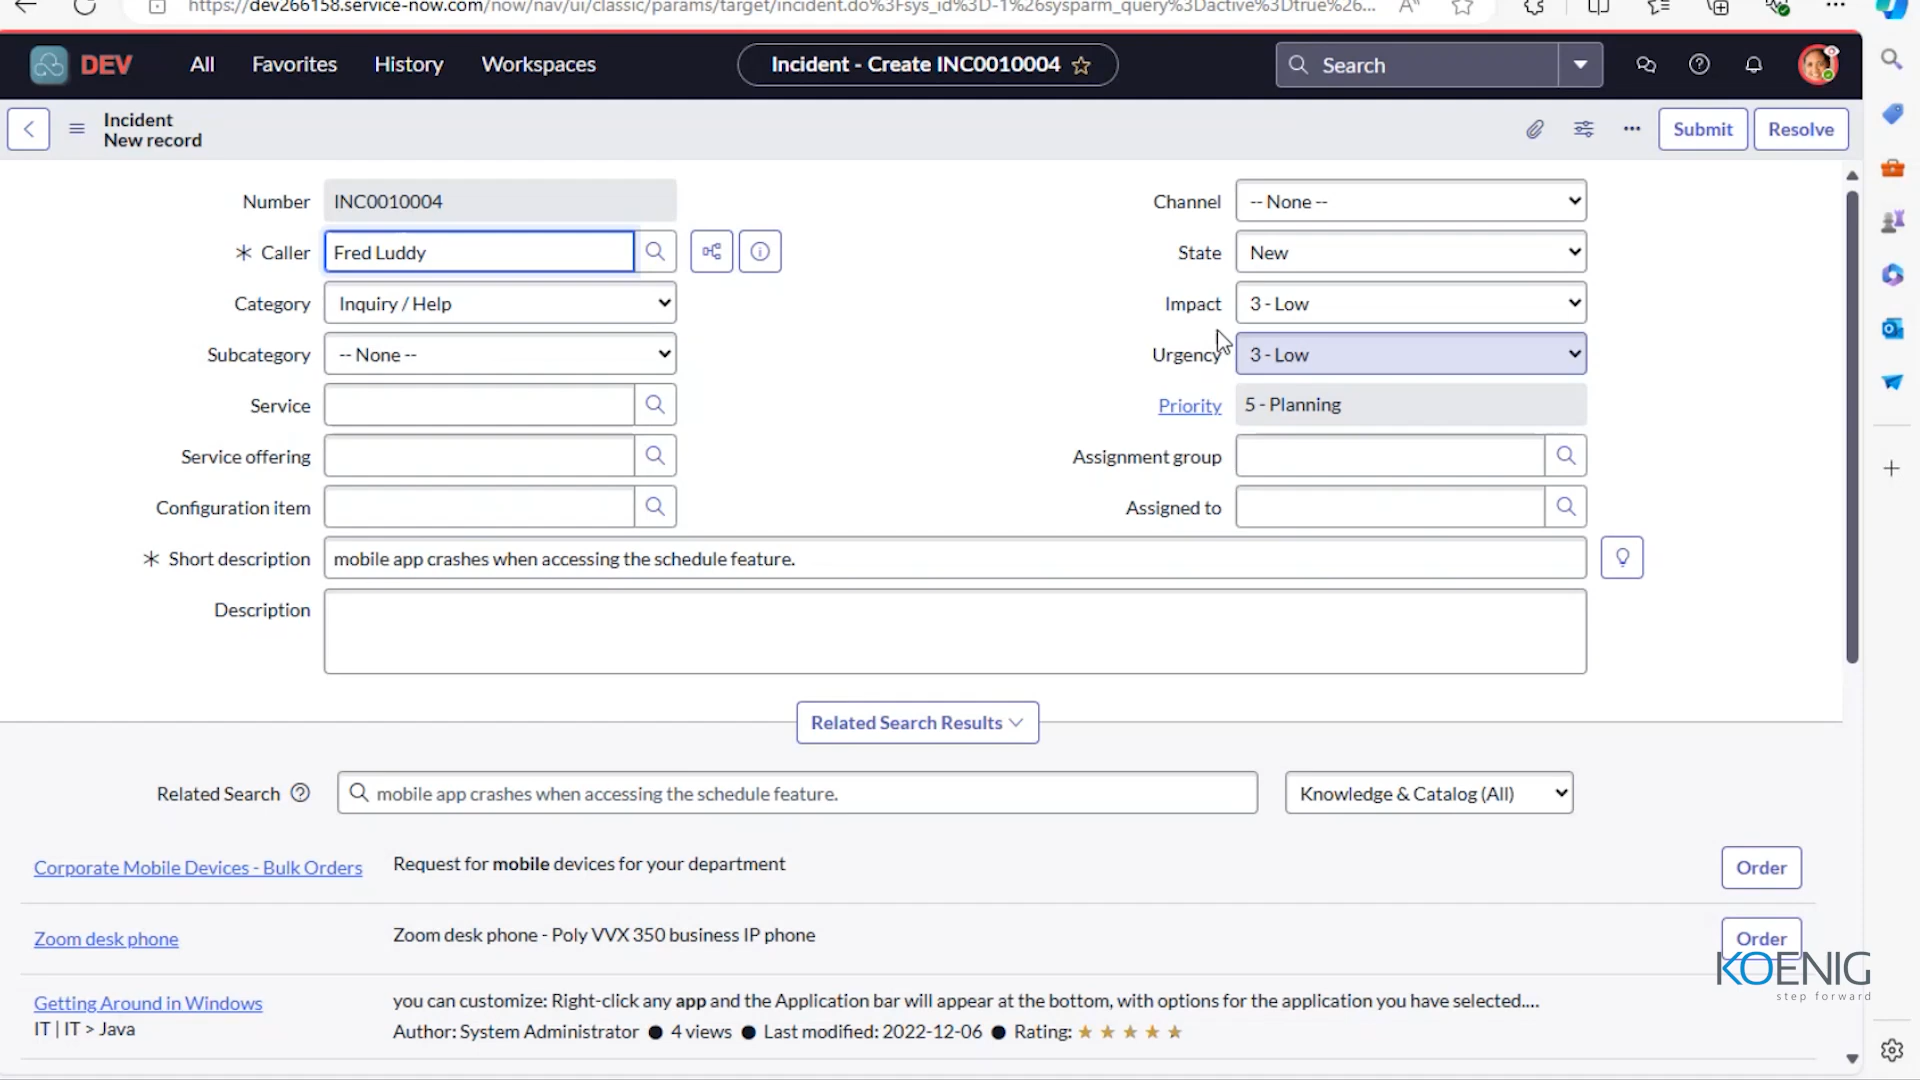 https://dev266158.service-now.com/now/nav/ui/classic/params/target/incident.do%3Fsys_id%3D-1%26sysparm_query%3Dactive%3Dtrue%26...
DEV
All
Favorites
History
Workspaces
Incident - Create INC0010004
Search
Incident
New record
Submit
Resolve
Number
INC0010004
Channel
-- None --
Caller
Fred Luddy
State
New
Category
Inquiry / Help
Impact
3 - Low
Subcategory
-- None --
Urgency
3 - Low
Service
Priority
5 - Planning
Service offering
Assignment group
Configuration item
Assigned to
Short description
mobile app crashes when accessing the schedule feature.
Description
Related Search Results
Related Search
mobile app crashes when accessing the schedule feature.
Knowledge & Catalog (All)
Corporate Mobile Devices - Bulk Orders
Request for mobile devices for your department
Order
Zoom desk phone
Zoom desk phone - Poly VVX 350 business IP phone
Order
KOENIG
step forward
Getting Around in Windows
you can customize: Right-click any app and the Application bar will appear at the bottom, with options for the application you have selected....
IT | IT > Java
Author: System Administrator ● 4 views ● Last modified: 2022-12-06 ● Rating: